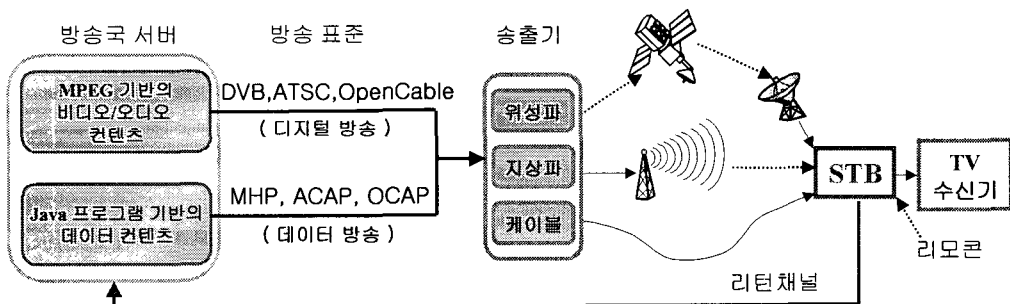 방송국 서버
방송 표준
송출기
MPEG 기반의
비디오/오디오
컨텐츠
DVB,ATSC,OpenCable
( 디지털 방송 )
Java 프로그램 기반의
데이터 컨텐츠
MHP, ACAP, OCAP
( 데이터 방송 )
위성파
지상파
케이블
STB
TV
수신기
리모콘
리턴채널